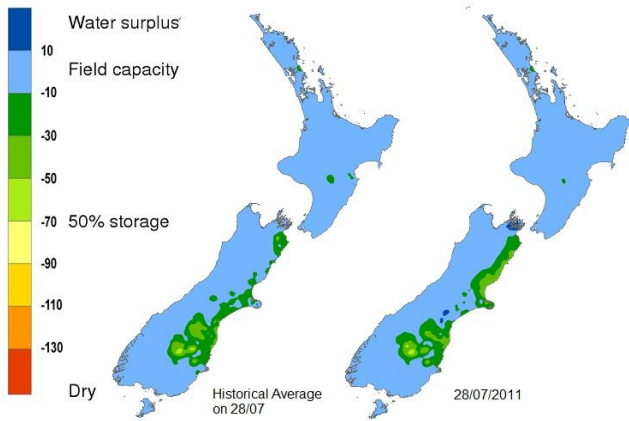 Water surplus
10
Field capacity
-10
-30
-50
50% storage
-70
-90
-110
-130
Dry
Historical Average
on 28/07
28/07/2011